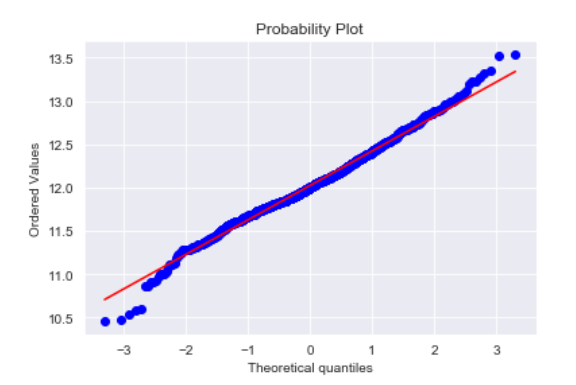 Probability Plot
Ordered Values
13.5
13.0
12.5
12.0
11.5
11.0
10.5
−3 −2 −1 0 1 2 3
Theoretical quantiles